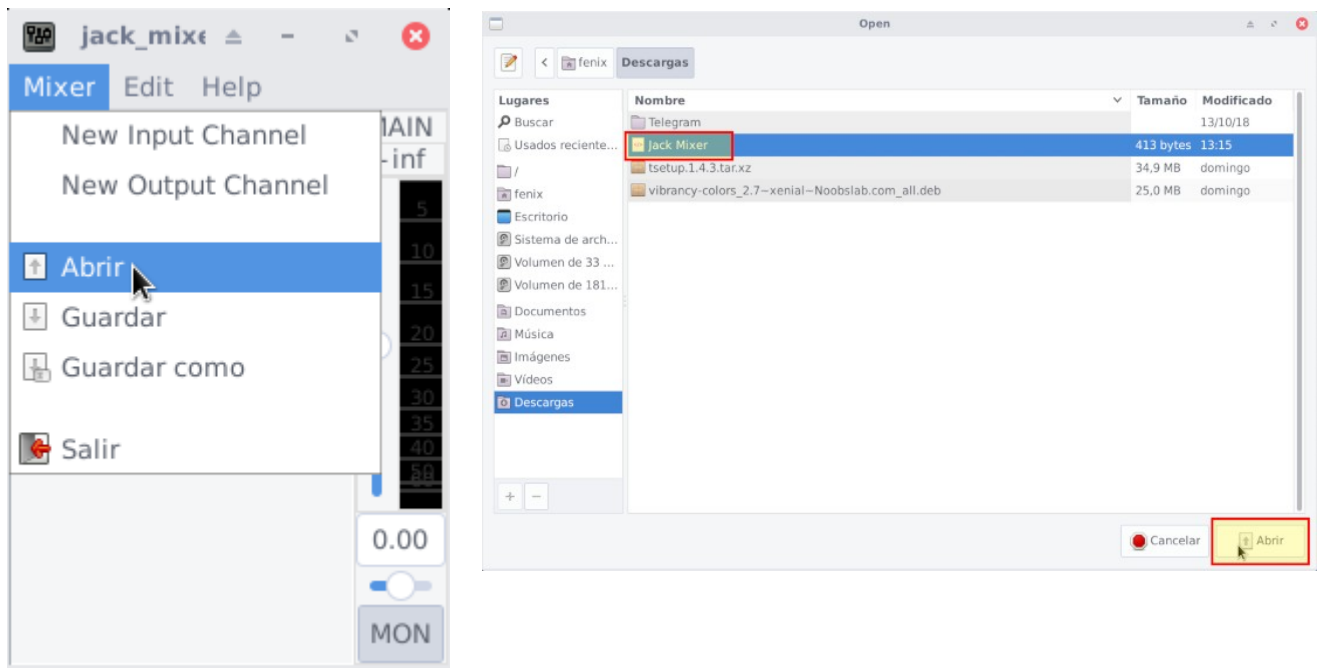 jack_mixe
Mixer Edit Help
New Input Channel
New Output Channel
Abrir
Guardar
Guardar como
Salir
-inf
5
10
15
20
25
30
35
40
50
0.00
MON
Open
fenix Descargas
Lugares
Buscar
Usados reciente...
/
fenix
Escritorio
Sistema de arch...
Volumen de 33 ...
Volumen de 181...
Documentos
Música
Imágenes
Vídeos
Descargas
Nombre Tamaño Modificado
Telegram 13/10/18
Jack Mixer 413 bytes 13:15
tsetup.1.4.3.tar.xz 34,9 MB domingo
vibrancy-colors_2.7~xenial~Noobslab.com_all.deb 25,0 MB domingo
Cancelar Abrir